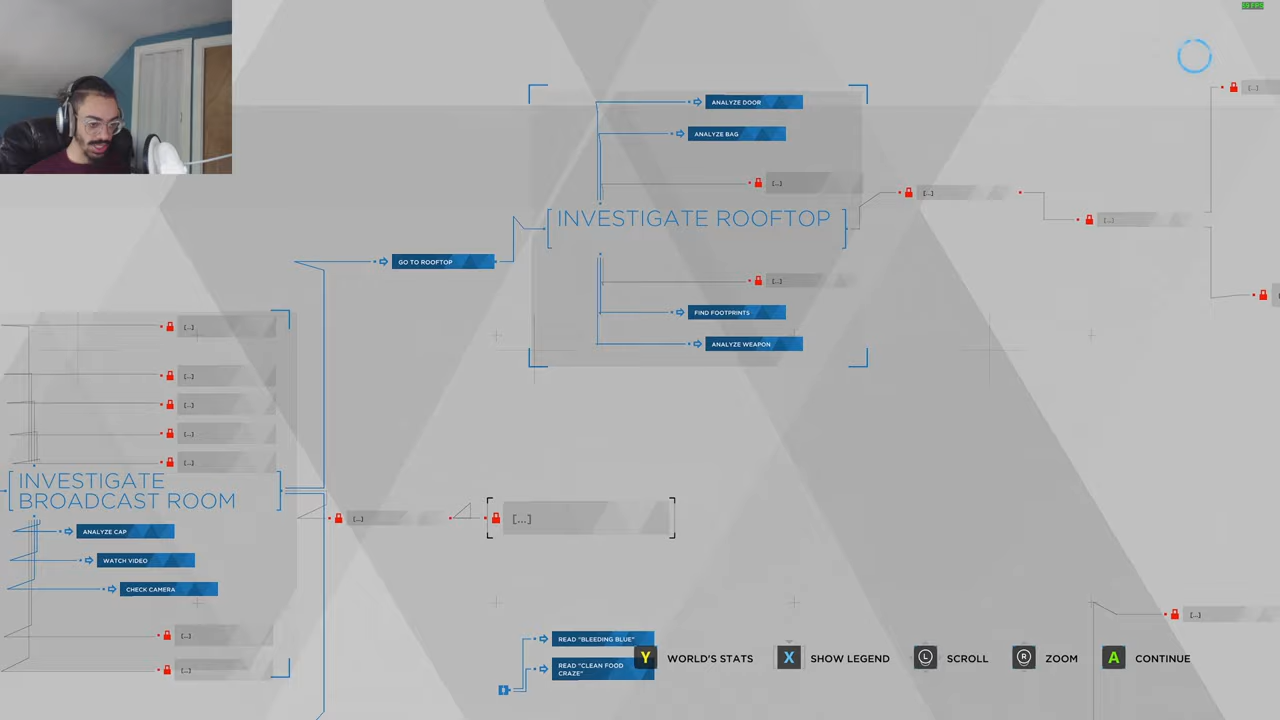 ANALYZE DOOR
ANALYZE BAG
[...]
[...]
[...]
[...]
INVESTIGATE ROOFTOP
[...]
GO TO ROOFTOP
[...]
FIND FOOTPRINTS
ANALYZE WEAPON
[...]
[...]
[...]
[...]
[...]
INVESTIGATE
BROADCAST ROOM
[...]
[...]
ANALYZE CAP
WATCH VIDEO
CHECK CAMERA
[...]
[...]
[...]
READ "BLEEDING BLUE"
READ "CLEAN FOOD
CRAZE"
Y WORLD'S STATS
X SHOW LEGEND
L SCROLL
R ZOOM
A CONTINUE